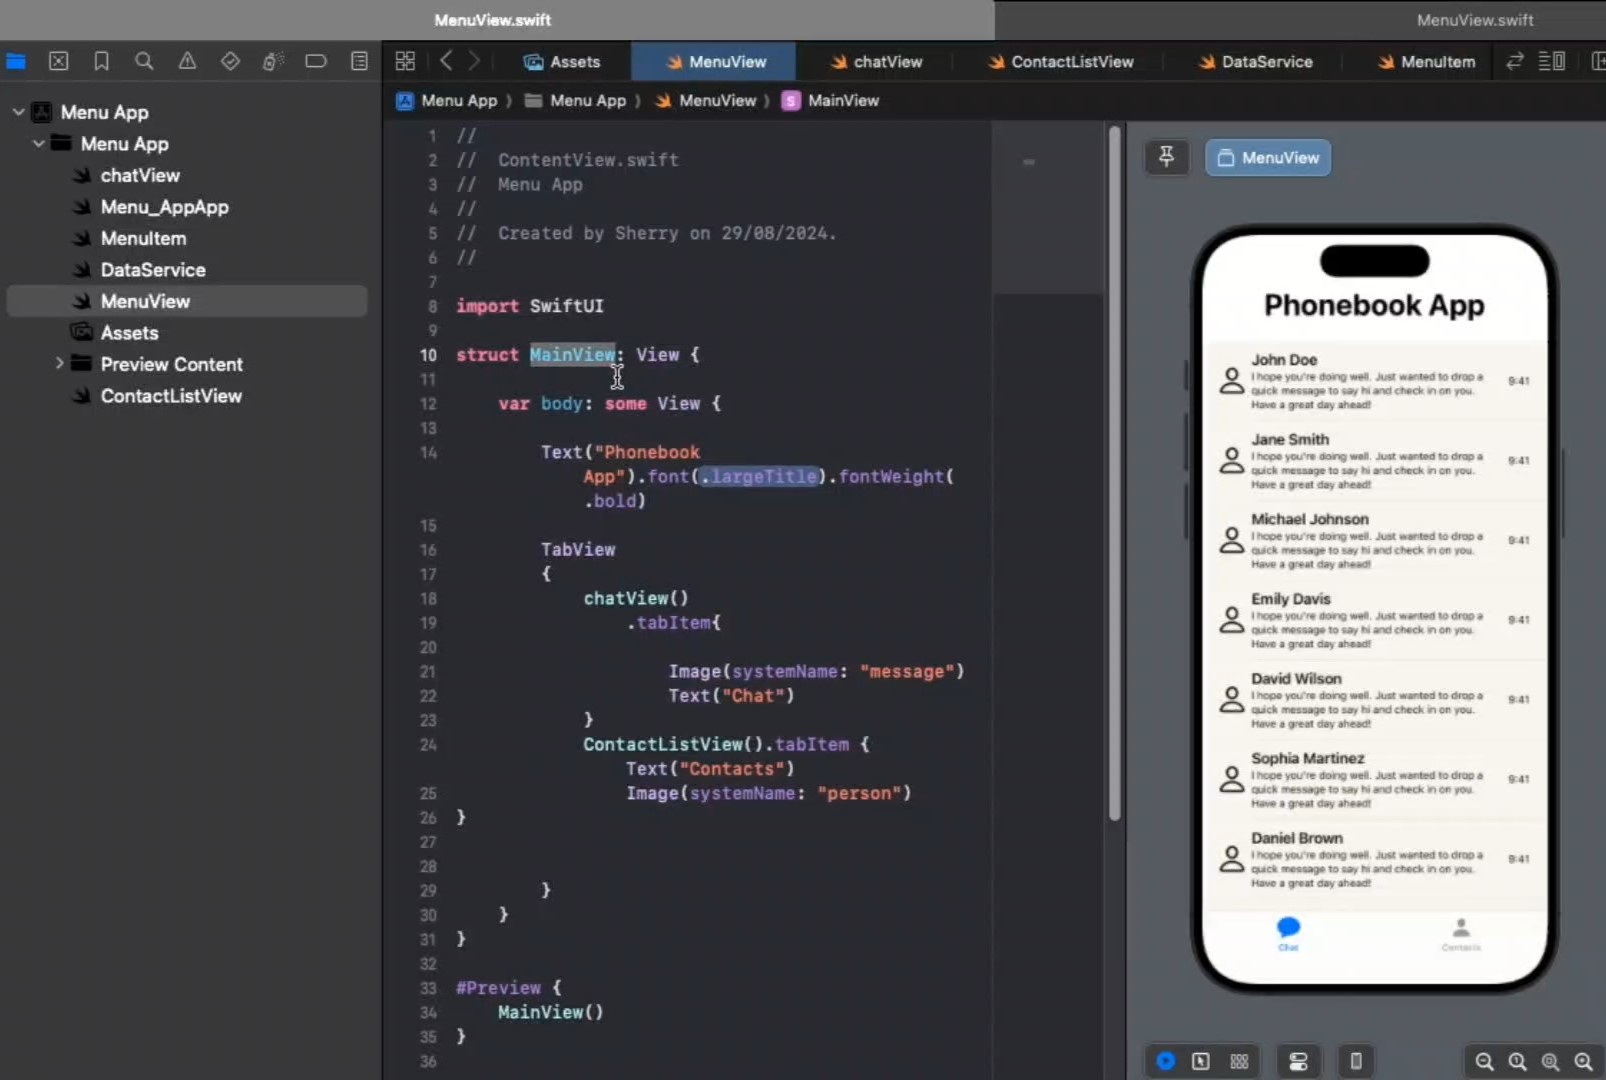 MenuView.swift
MenuView.swift
Assets
MenuView
chatView
ContactListView
DataService
MenuItem
Menu App
Menu App
MenuView
MainView
Menu App
Menu App
chatView
Menu_AppApp
MenuItem
DataService
MenuView
Assets
Preview Content
ContactListView
1 //
2 // ContentView.swift
3 // Menu App
4 //
5 // Created by Sherry on 29/08/2024.
6 //
7
8 import SwiftUI
9
10 struct MainView: View {
11
12 var body: some View {
13
14 Text("Phonebook
App").font(.largeTitle).fontWeight(
.bold)
15
16 TabView
17 {
18 chatView()
19 .tabItem{
20
21 Image(systemName: "message")
22 Text("Chat")
23 }
24 ContactListView().tabItem {
Text("Contacts")
25 Image(systemName: "person")
26 }
27
28
29 }
30 }
31 }
32
33 #Preview {
34 MainView()
35 }
36
MenuView
Phonebook App
John Doe
I hope you're doing well. Just wanted to drop a
quick message to say hi and check in on you.
Have a great day ahead!
9:41
Jane Smith
I hope you're doing well. Just wanted to drop a
quick message to say hi and check in on you.
Have a great day ahead!
9:41
Michael Johnson
I hope you're doing well. Just wanted to drop a
quick message to say hi and check in on you.
Have a great day ahead!
9:41
Emily Davis
I hope you're doing well. Just wanted to drop a
quick message to say hi and check in on you.
Have a great day ahead!
9:41
David Wilson
I hope you're doing well. Just wanted to drop a
quick message to say hi and check in on you.
Have a great day ahead!
9:41
Sophia Martinez
I hope you're doing well. Just wanted to drop a
quick message to say hi and check in on you.
Have a great day ahead!
9:41
Daniel Brown
I hope you're doing well. Just wanted to drop a
quick message to say hi and check in on you.
Have a great day ahead!
9:41
Chat
Contacts